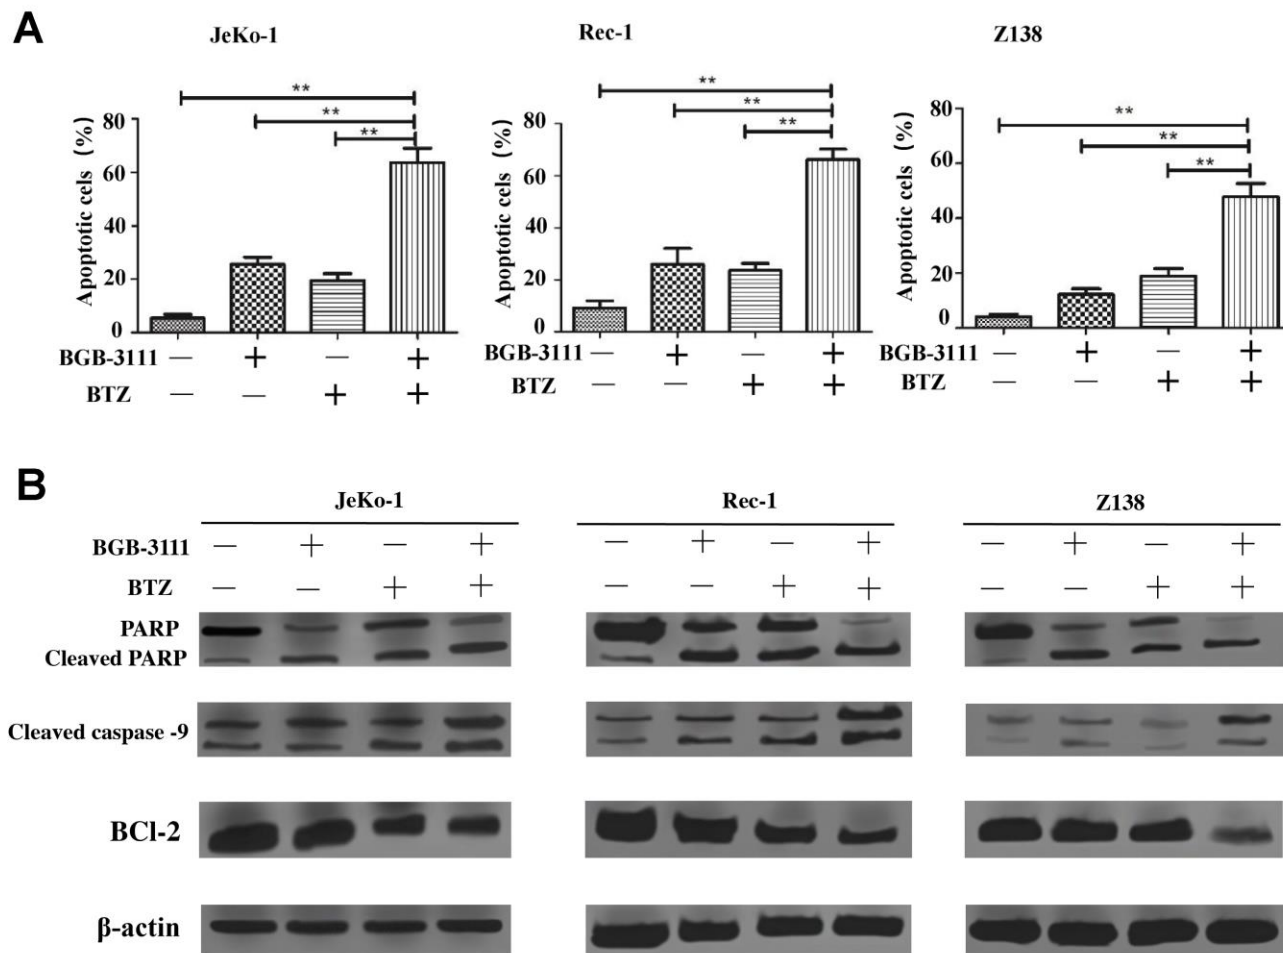 A
JeKo-1
Rec-1
Z138
** ** **
** ** **
** ** **
Apoptotic cels (%)
80
60
40
20
0
Apoptotic cels (%)
80
60
40
20
0
Apoptotic cels (%)
80
60
40
20
0
BGB-3111 — + — +
BTZ — — + +
BGB-3111 — + — +
BTZ — — + +
BGB-3111 — + — +
BTZ — — + +
B
JeKo-1
Rec-1
Z138
BGB-3111 — + — + — + — + — + — +
BTZ — — + + — — + + — — + +
PARP
Cleaved PARP
Cleaved caspase -9
BCl-2
β-actin